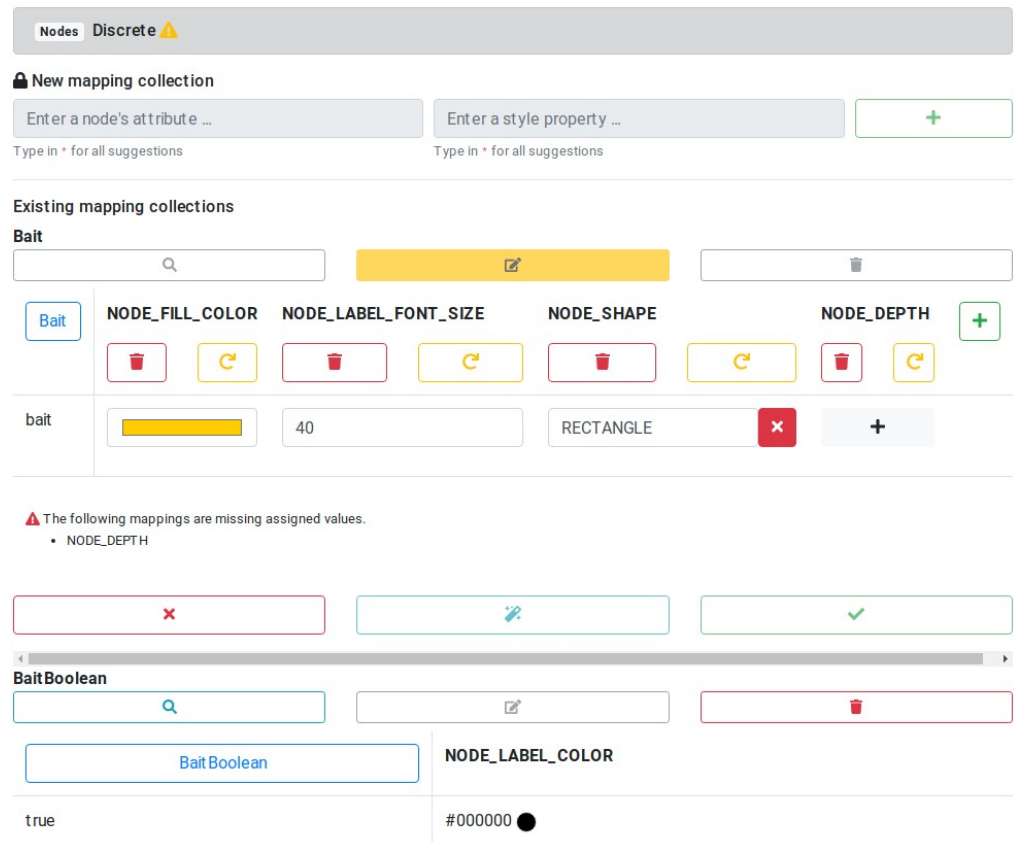 Nodes Discrete
New mapping collection
Enter a node's attribute ... Enter a style property ...
Type in * for all suggestions Type in * for all suggestions
Existing mapping collections
Bait
Bait NODE_FILL_COLOR NODE_LABEL_FONT_SIZE NODE_SHAPE NODE_DEPTH
bait 40 RECTANGLE
The following mappings are missing assigned values.
• NODE_DEPTH
BaitBoolean
BaitBoolean NODE_LABEL_COLOR
true #000000